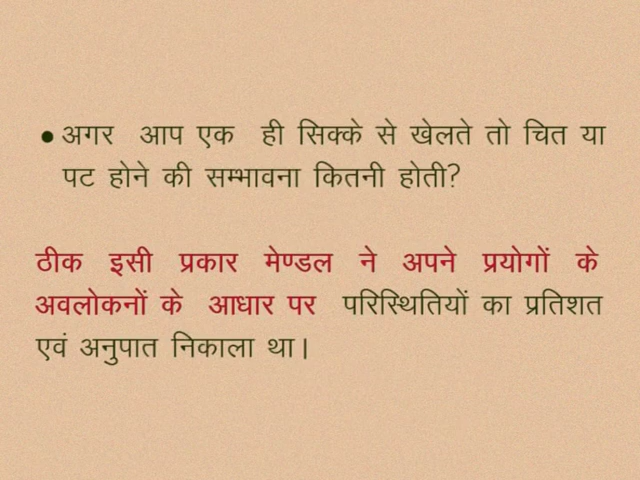 • अगर आप एक ही सिक्के से खेलते तो चित या
पट होने की सम्भावना कितनी होती?
ठीक इसी प्रकार मेण्डल ने अपने प्रयोगों के
अवलोकनों के आधार पर परिस्थितियों का प्रतिशत
एवं अनुपात निकाला था।